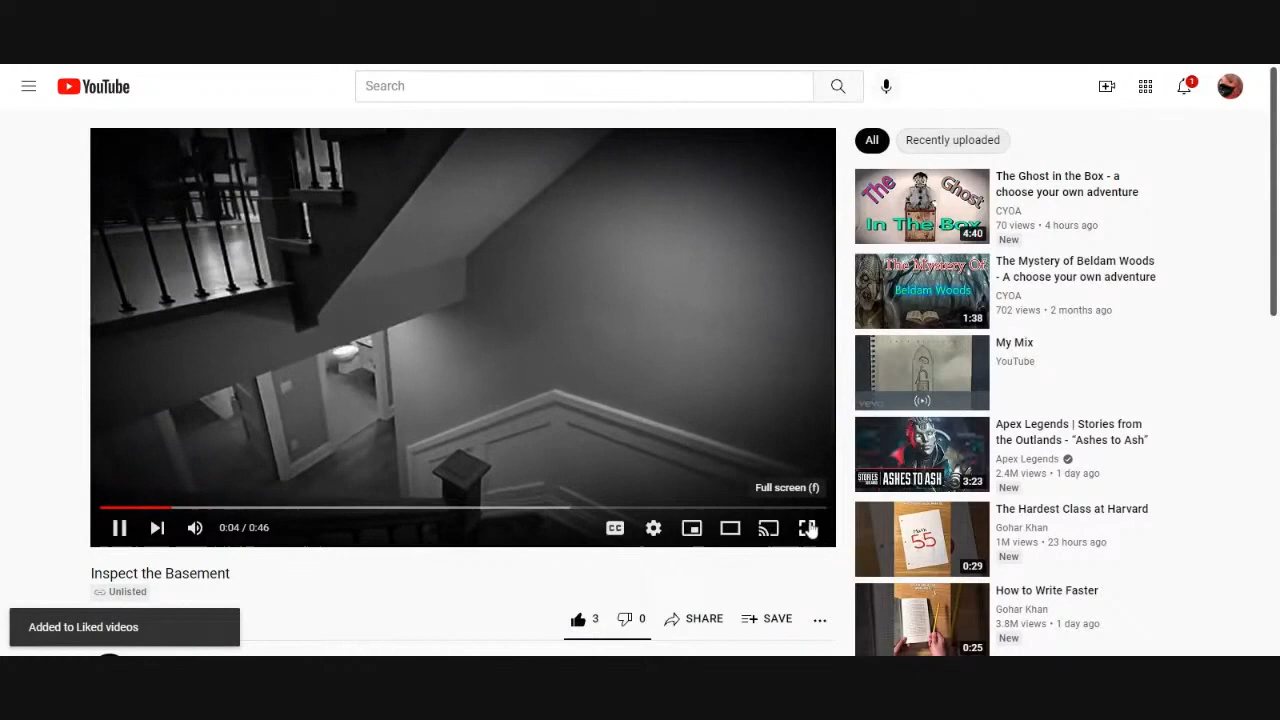 YouTube
Search
1
All
Recently uploaded
The Ghost in the Box - a
choose your own adventure
CYOA
70 views • 4 hours ago
New
The
Ghost
In The Box
4:40
The Mystery of Beldam Woods
- A choose your own adventure
CYOA
702 views • 2 months ago
The Mystery Of
Beldam Woods
1:38
My Mix
YouTube
vevo
Apex Legends | Stories from
the Outlands - “Ashes to Ash”
Apex Legends
2.4M views • 1 day ago
New
STORIES
ASHES TO ASH
3:23
The Hardest Class at Harvard
Gohar Khan
1M views • 23 hours ago
New
Math
55
0:29
How to Write Faster
Gohar Khan
3.8M views • 1 day ago
New
0:25
Full screen (f)
0:04 / 0:46
CC
Inspect the Basement
Unlisted
3
0
SHARE
SAVE
Added to Liked videos